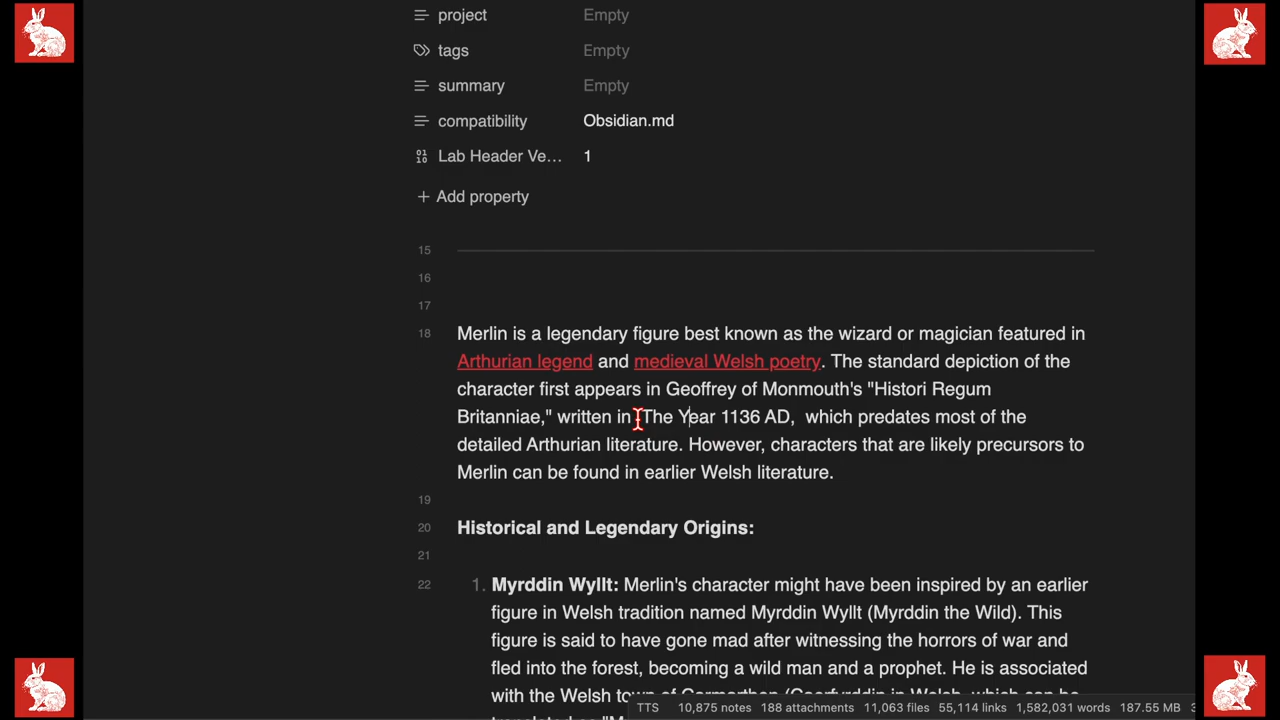 project Empty
tags Empty
summary Empty
compatibility Obsidian.md
Lab Header Ve... 1
+ Add property
15
16
17
18 Merlin is a legendary figure best known as the wizard or magician featured in
Arthurian legend and medieval Welsh poetry. The standard depiction of the
character first appears in Geoffrey of Monmouth's "Histori Regum
Britanniae," written in The Year 1136 AD,  which predates most of the
detailed Arthurian literature. However, characters that are likely precursors to
Merlin can be found in earlier Welsh literature.
19
20 Historical and Legendary Origins:
21
22 1. Myrddin Wyllt: Merlin's character might have been inspired by an earlier
figure in Welsh tradition named Myrddin Wyllt (Myrddin the Wild). This
figure is said to have gone mad after witnessing the horrors of war and
fled into the forest, becoming a wild man and a prophet. He is associated
with the Welsh town of Carmarthen
TTS 10,875 notes 188 attachments 11,063 files 55,114 links 1,582,031 words 187.55 MB